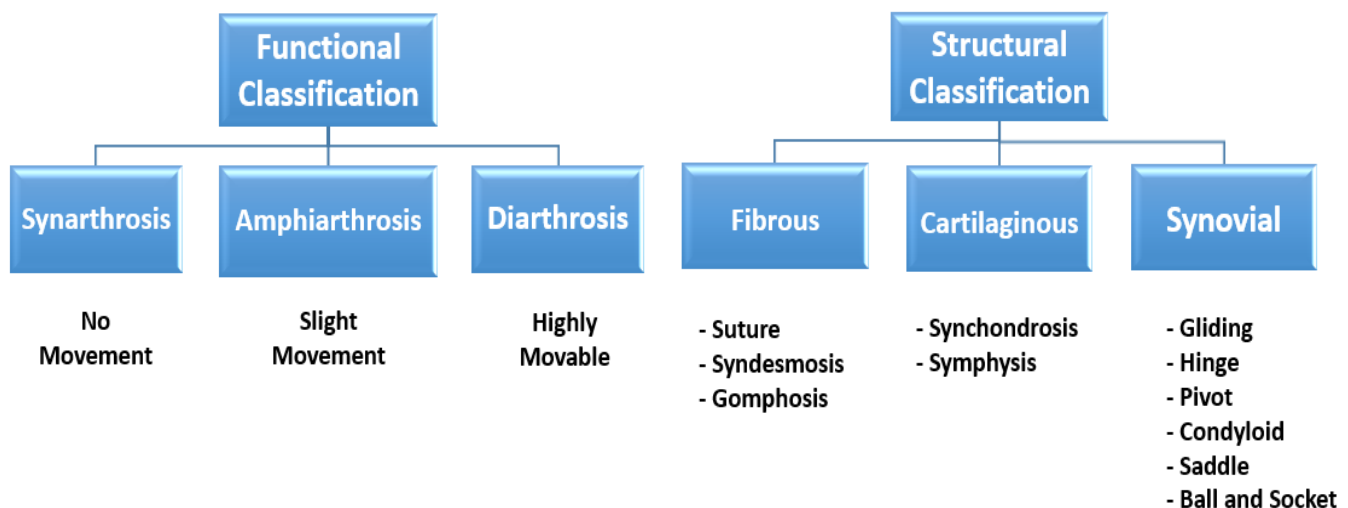 Functional
Classification
Synarthrosis
Amphiarthrosis
Diarthrosis
No
Movement
Slight
Movement
Highly
Movable
Structural
Classification
Fibrous
Cartilaginous
Synovial
- Suture
- Syndesmosis
- Gomphosis
- Synchondrosis
- Symphysis
- Gliding
- Hinge
- Pivot
- Condyloid
- Saddle
- Ball and Socket